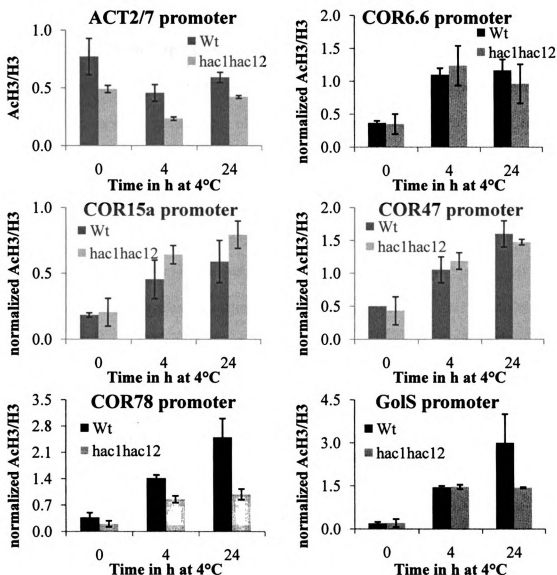 ACT2/7 promoter
AcH3/H3
1.0
0.5
0.0
Wt
hac1hac12
0
4
24
Time in h at 4°C
COR6.6 promoter
normalized AcH3/H3
2.0
1.5
1.0
0.5
0.0
Wt
hac1hac12
0
4
24
Time in h at 4°C
COR15a promoter
normalized AcH3/H3
1.0
0.5
0.0
Wt
hac1hac12
0
4
24
Time in h at 4°C
COR47 promoter
normalized AcH3/H3
2.0
1.5
1.0
0.5
0.0
Wt
hac1hac12
0
4
24
Time in h at 4°C
COR78 promoter
normalized AcH3/H3
3.5
2.8
2.1
1.4
0.7
0.0
Wt
hac1hac12
0
4
24
Time in h at 4°C
GolS promoter
normalized AcH3/H3
4.5
3.0
1.5
0.0
Wt
hac1hac12
0
4
24
Time in h at 4°C